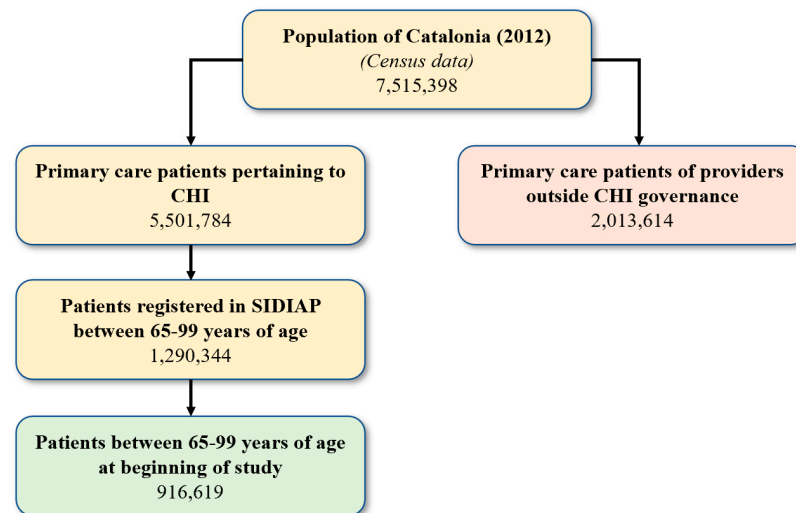 Population of Catalonia (2012)
(Census data)
7,515,398
Primary care patients pertaining to
CHI
5,501,784
Primary care patients of providers
outside CHI governance
2,013,614
Patients registered in SIDIAP
between 65-99 years of age
1,290,344
Patients between 65-99 years of age
at beginning of study
916,619